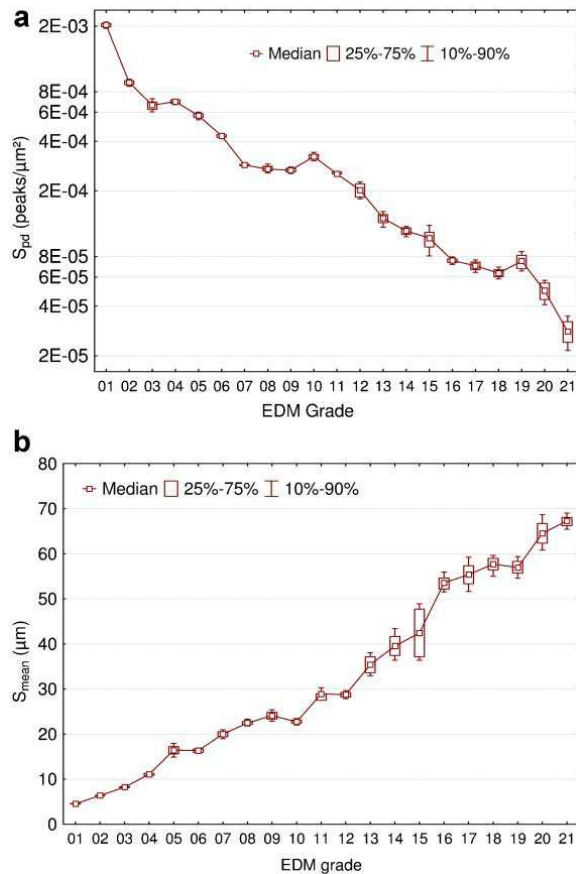 a
Median 25%-75% 10%-90%
2E-03
8E-04
6E-04
4E-04
2E-04
8E-05
6E-05
4E-05
2E-05
Spd (peaks/µm²)
01 02 03 04 05 06 07 08 09 10 11 12 13 14 15 16 17 18 19 20 21
EDM Grade
b
Median 25%-75% 10%-90%
80
70
60
50
40
30
20
10
0
Smean (µm)
01 02 03 04 05 06 07 08 09 10 11 12 13 14 15 16 17 18 19 20 21
EDM grade